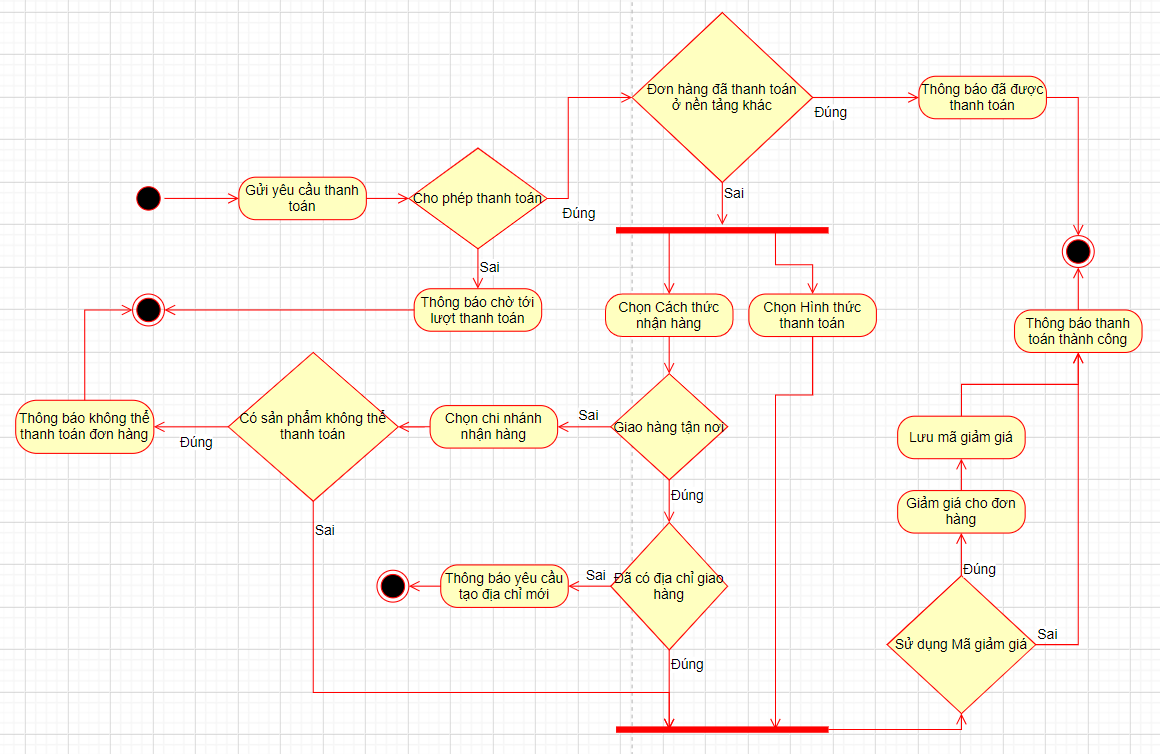 Đơn hàng đã thanh toán
ở nền tảng khác
Đúng
Thông báo đã được
thanh toán
Sai
Gửi yêu cầu thanh
toán
Cho phép thanh toán
Đúng
Sai
Thông báo chờ tới
lượt thanh toán
Chọn Cách thức
nhận hàng
Chọn Hình thức
thanh toán
Thông báo thanh
toán thành công
Thông báo không thể
thanh toán đơn hàng
Đúng
Có sản phẩm không thể
thanh toán
Sai
Chọn chi nhánh
nhận hàng
Sai
Giao hàng tận nơi
Đúng
Lưu mã giảm giá
Giảm giá cho đơn
hàng
Đúng
Thông báo yêu cầu
tạo địa chỉ mới
Sai
Đã có địa chỉ giao
hàng
Đúng
Sử dụng Mã giảm giá
Sai